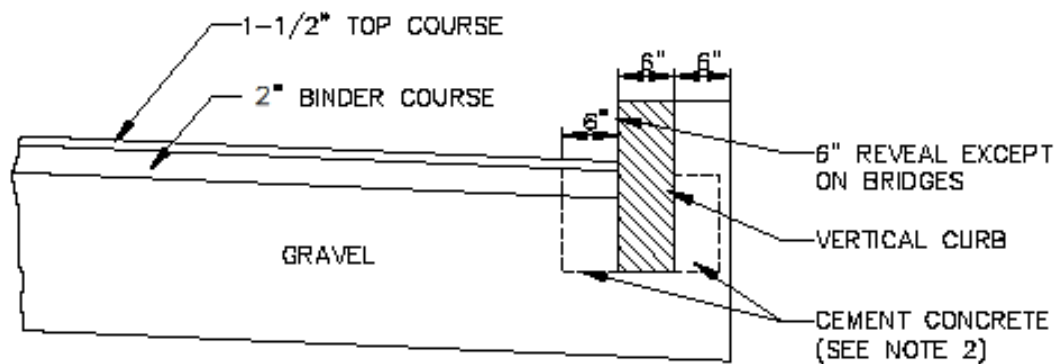 1-1/2" TOP COURSE
2" BINDER COURSE
6" 6"
6"
6" REVEAL EXCEPT
ON BRIDGES
VERTICAL CURB
GRAVEL
CEMENT CONCRETE
(SEE NOTE 2)